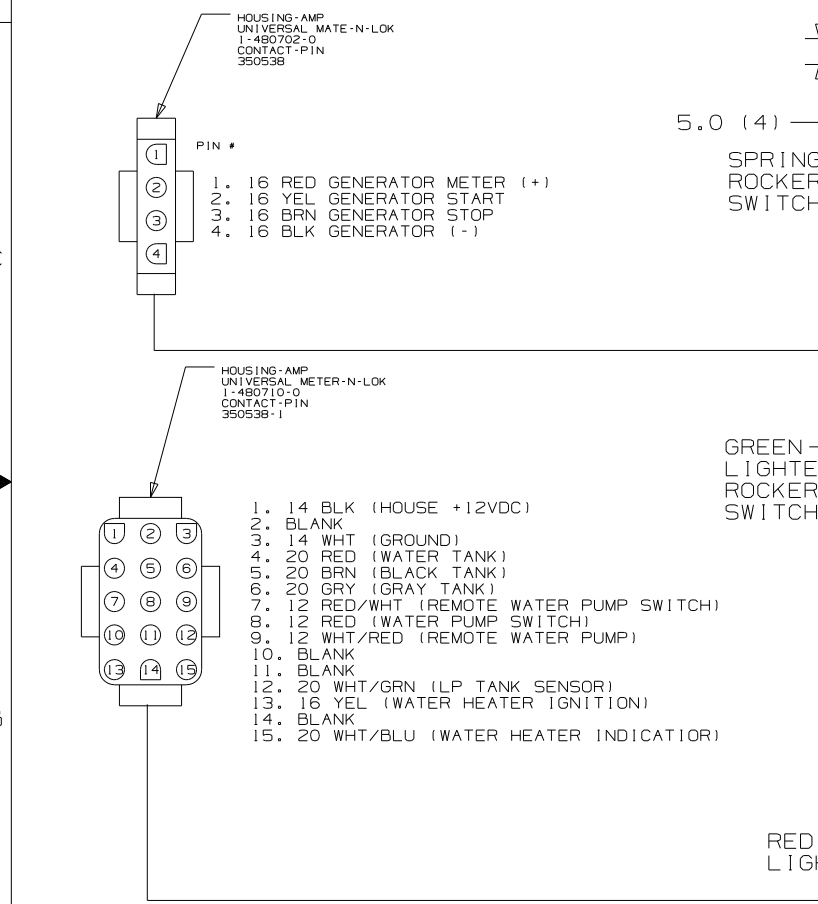 HOUSING-AMP
UNIVERSAL MATE-N-LOK
1-480702-0
CONTACT-PIN
350538
5.0 (4)
PIN #
1
2
3
4
1. 16 RED GENERATOR METER (+)
2. 16 YEL GENERATOR START
3. 16 BRN GENERATOR STOP
4. 16 BLK GENERATOR (-)
SPRING
ROCKER
SWITCH
HOUSING-AMP
UNIVERSAL METER-N-LOK
1-480710-0
CONTACT-PIN
350538-1
GREEN-
LIGHTE
ROCKER
SWITCH
1 2 3
4 5 6
7 8 9
10 11 12
13 14 15
1. 14 BLK (HOUSE +12VDC)
2. BLANK
3. 14 WHT (GROUND)
4. 20 RED (WATER TANK)
5. 20 BRN (BLACK TANK)
6. 20 GRY (GRAY TANK)
7. 12 RED/WHT (REMOTE WATER PUMP SWITCH)
8. 12 RED (WATER PUMP SWITCH)
9. 12 WHT/RED (REMOTE WATER PUMP)
10. BLANK
11. BLANK
12. 20 WHT/GRN (LP TANK SENSOR)
13. 16 YEL (WATER HEATER IGNITION)
14. BLANK
15. 20 WHT/BLU (WATER HEATER INDICATIOR)
RED
LIGH